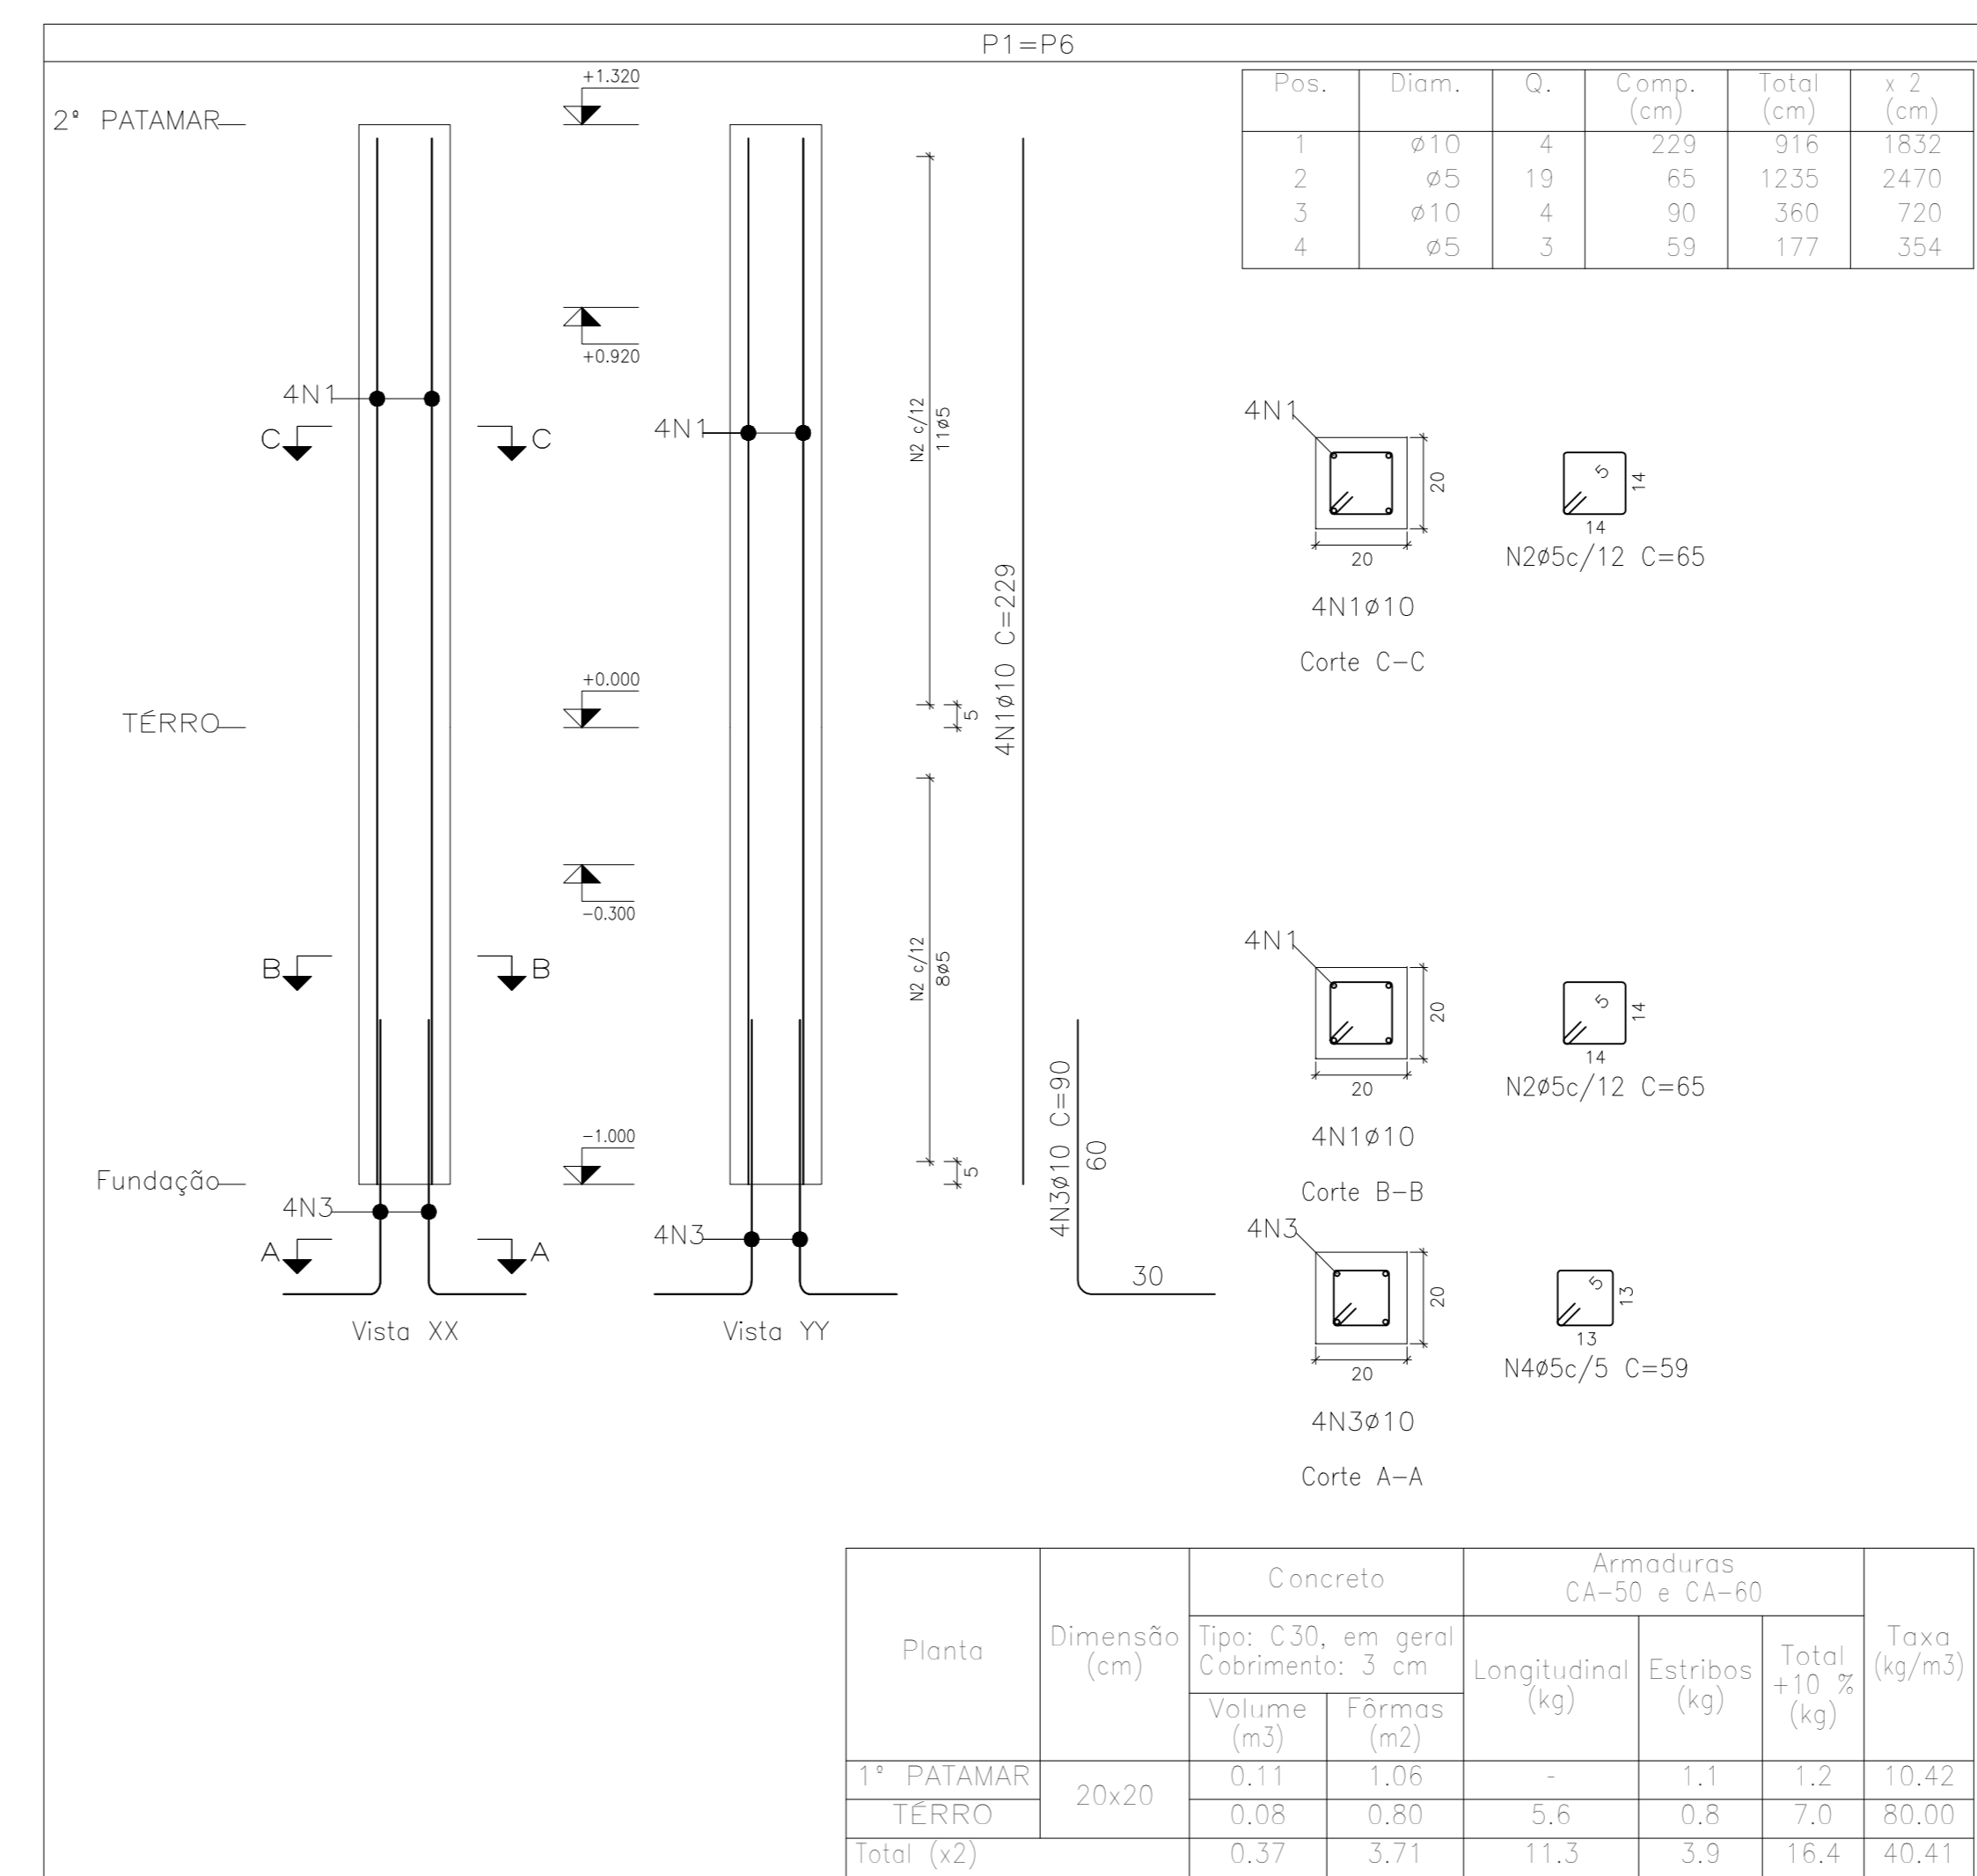 P1=P6
2º PATAMAR
+1.320
+0.920
4N1
C C
4N1
+0.000
TÉRRO
-0.300
B B
-1.000
Fundação
4N3
4N3
A A
Vista XX
Vista YY
N2 c/12
11ø5
5
N2 c/12
8ø5
5
4N1ø10 C=229
4N3ø10 C=90
60
30
Pos. Diam. Q. Comp. Total x 2
(cm) (cm) (cm)
1 ø10 4 229 916 1832
2 ø5 19 65 1235 2470
3 ø10 4 90 360 720
4 ø5 3 59 177 354
4N1
20
20
5
14
14
N2ø5c/12 C=65
4N1ø10
Corte C-C
4N1
20
20
5
14
14
N2ø5c/12 C=65
4N1ø10
Corte B-B
4N3
20
20
5
13
13
N4ø5c/5 C=59
4N3ø10
Corte A-A
Planta
Dimensão
(cm)
Concreto
Tipo: C30, em geral
Cobrimento: 3 cm
Volume
(m3)
Fôrmas
(m2)
Armaduras
CA-50 e CA-60
Longitudinal
(kg)
Estribos
(kg)
Total
+10 %
(kg)
Taxa
(kg/m3)
1º PATAMAR 20x20 0.11 1.06 - 1.1 1.2 10.42
TÉRRO 0.08 0.80 5.6 0.8 7.0 80.00
Total (x2) 0.37 3.71 11.3 3.9 16.4 40.41